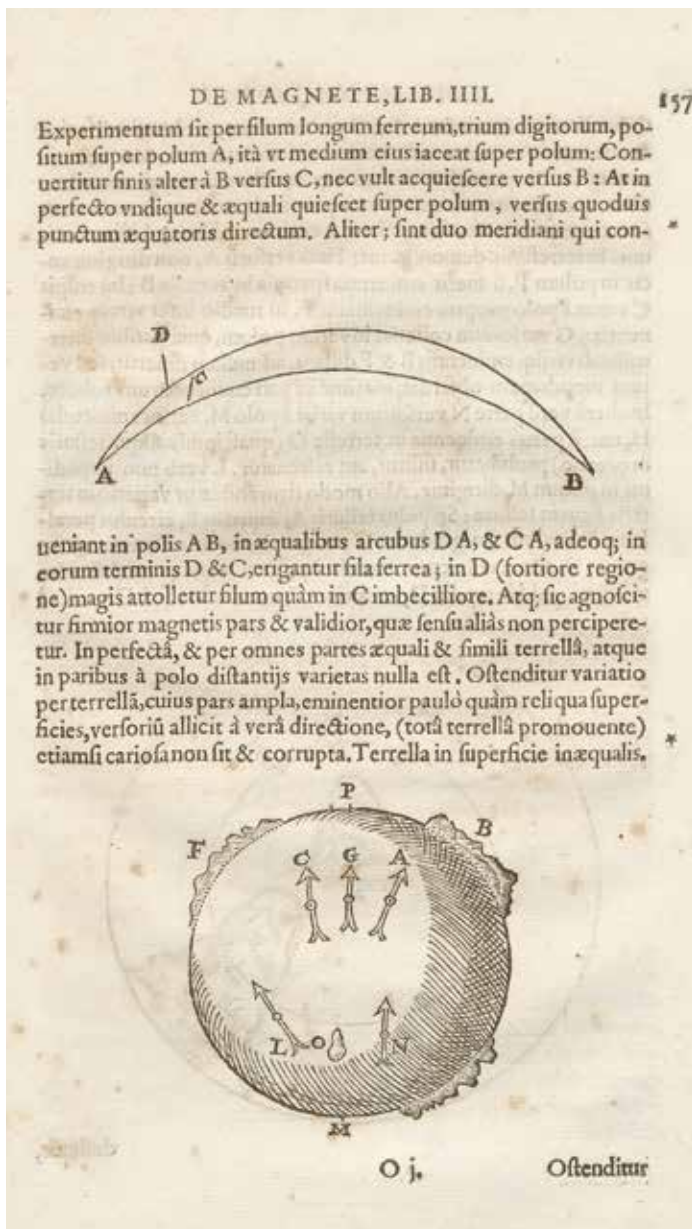 DE MAGNETE, LIB. IIII.
157
Experimentum ſit per filum longum ferreum, trium digitorum, po-
ſitum ſuper polum A, ità vt medium eius iaceat ſuper polum: Con-
uertitur finis alter à B verſus C, nec vult acquieſcere verſus B: At in
perfecto vndique & æquali quieſcet ſuper polum, verſus quoduis
punctum æquatoris directum. Aliter; ſint duo meridiani qui con-
*
D
C
A
B
ueniant in polis A B, in æqualibus arcubus D A, & C A, adeoq; in
eorum terminis D & C, erigantur fila ferrea; in D (fortiore regio-
ne) magis attolletur filum quàm in C imbecilliore. Atq; ſic agnoſci-
tur firmior magnetis pars & validior, quæ ſenſu aliàs non percipere-
tur. In perfectâ, & per omnes partes æquali & ſimili terrellâ, atque
in paribus à polo diſtantijs varietas nulla eſt. Oſtenditur variatio
per terrellã, cuius pars ampla, eminentior paulò quàm reliqua ſuper-
ficies, verſoriũ allicit à verâ directione, (totâ terrellâ promouente)
etiamſi carioſa non ſit & corrupta. Terrella in ſuperficie inæqualis.
*
P
F
B
C G A
L O N
M
O j.
Oſtenditur